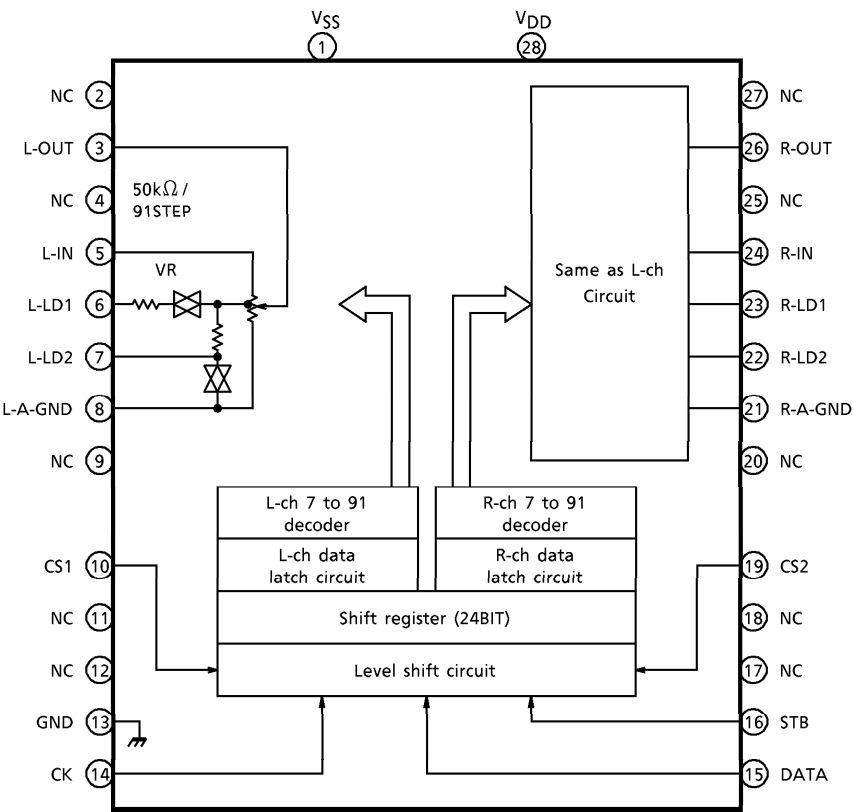 VSS
VDD
1
28
NC 2
27 NC
L-OUT 3
26 R-OUT
NC 4
50kΩ /
91STEP
25 NC
L-IN 5
24 R-IN
VR
Same as L-ch
Circuit
L-LD1 6
23 R-LD1
L-LD2 7
22 R-LD2
L-A-GND 8
21 R-A-GND
NC 9
20 NC
L-ch 7 to 91
decoder
R-ch 7 to 91
decoder
L-ch data
latch circuit
R-ch data
latch circuit
CS1 10
19 CS2
NC 11
Shift register (24BIT)
18 NC
NC 12
Level shift circuit
17 NC
GND 13
16 STB
CK 14
15 DATA